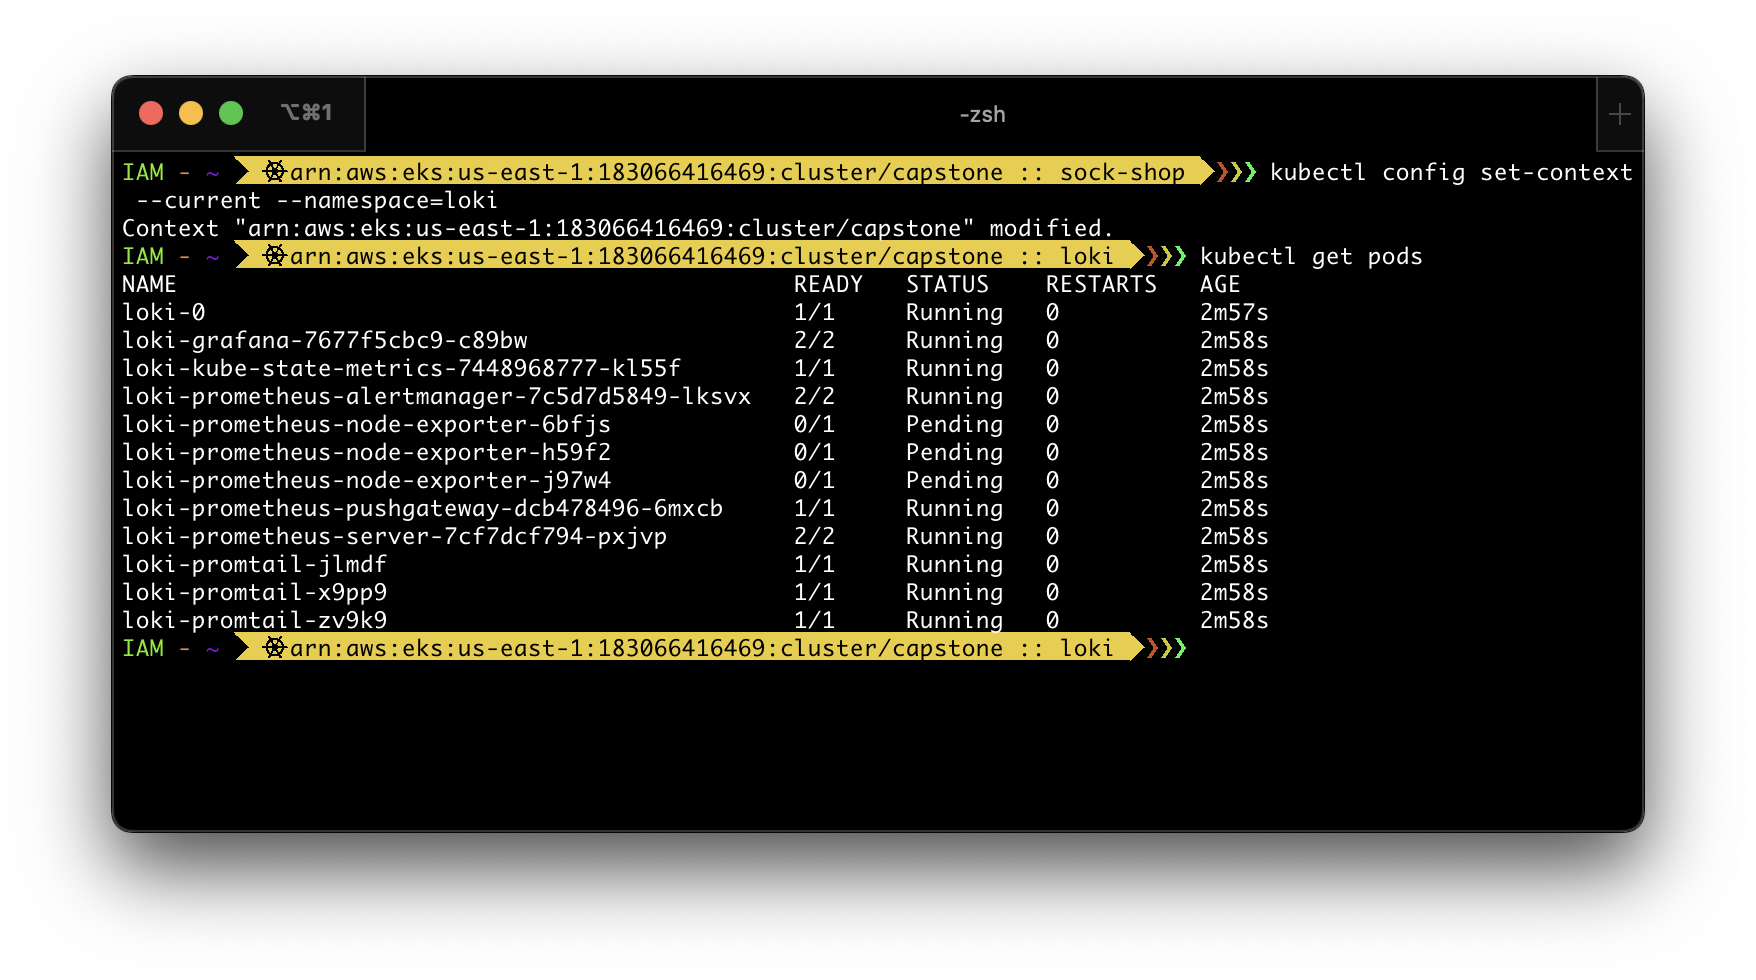 ⌥⌘1
-zsh
+
IAM - ~ ⎈arn:aws:eks:us-east-1:183066416469:cluster/capstone :: sock-shop ❯❯❯ kubectl config set-context
--current --namespace=loki
Context "arn:aws:eks:us-east-1:183066416469:cluster/capstone" modified.
IAM - ~ ⎈arn:aws:eks:us-east-1:183066416469:cluster/capstone :: loki ❯❯❯ kubectl get pods
NAME READY STATUS RESTARTS AGE
loki-0 1/1 Running 0 2m57s
loki-grafana-7677f5cbc9-c89bw 2/2 Running 0 2m58s
loki-kube-state-metrics-7448968777-kl55f 1/1 Running 0 2m58s
loki-prometheus-alertmanager-7c5d7d5849-lksvx 2/2 Running 0 2m58s
loki-prometheus-node-exporter-6bfjs 0/1 Pending 0 2m58s
loki-prometheus-node-exporter-h59f2 0/1 Pending 0 2m58s
loki-prometheus-node-exporter-j97w4 0/1 Pending 0 2m58s
loki-prometheus-pushgateway-dcb478496-6mxcb 1/1 Running 0 2m58s
loki-prometheus-server-7cf7dcf794-pxjvp 2/2 Running 0 2m58s
loki-promtail-jlmdf 1/1 Running 0 2m58s
loki-promtail-x9pp9 1/1 Running 0 2m58s
loki-promtail-zv9k9 1/1 Running 0 2m58s
IAM - ~ ⎈arn:aws:eks:us-east-1:183066416469:cluster/capstone :: loki ❯❯❯